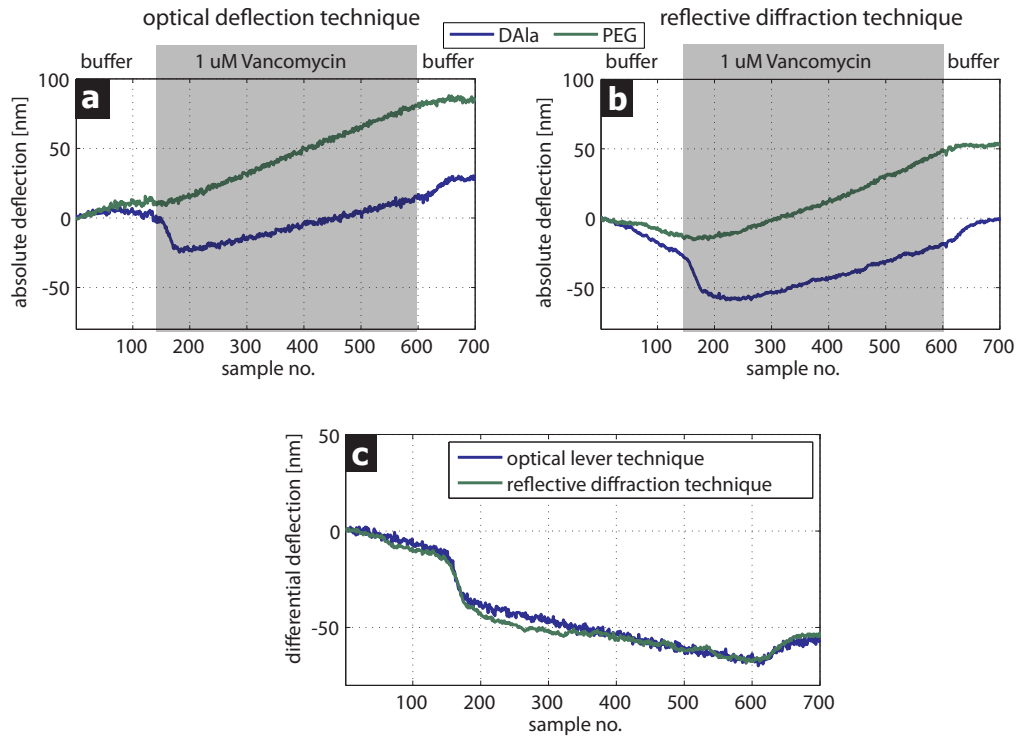 optical deflection technique
reflective diffraction technique
DAla PEG
buffer 1 uM Vancomycin buffer
buffer 1 uM Vancomycin buffer
a
absolute deflection [nm]
100
50
0
-50
100 200 300 400 500 600 700
sample no.
b
absolute deflection [nm]
100
50
0
-50
100 200 300 400 500 600 700
sample no.
c
differential deflection [nm]
50
0
-50
optical lever technique
reflective diffraction technique
100 200 300 400 500 600 700
sample no.